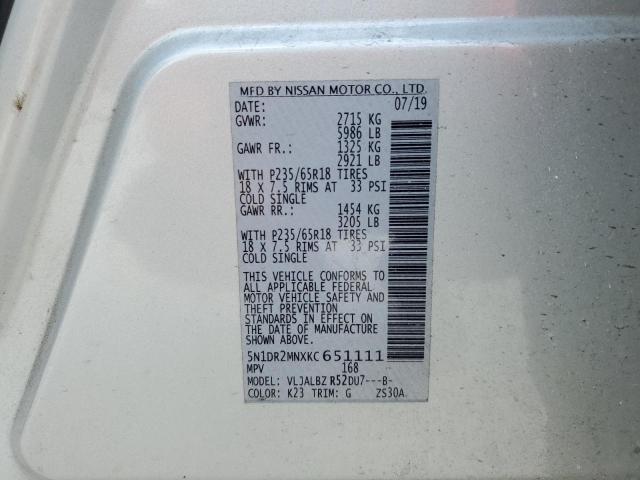 MFD BY NISSAN MOTOR CO., LTD.
DATE: 07/19
GVWR: 2715 KG
5986 LB
GAWR FR.: 1325 KG
2921 LB
WITH P235/65R18 TIRES
18 X 7.5 RIMS AT 33 PSI
COLD SINGLE
GAWR RR.: 1454 KG
3205 LB
WITH P235/65R18 TIRES
18 X 7.5 RIMS AT 33 PSI
COLD SINGLE
THIS VEHICLE CONFORMS TO
ALL APPLICABLE FEDERAL
MOTOR VEHICLE SAFETY AND
THEFT PREVENTION
STANDARDS IN EFFECT ON
THE DATE OF MANUFACTURE
SHOWN ABOVE.
5N1DR2MNXKC651111
MPV 168
MODEL: VLJALBZ R52DU7---B-
COLOR: K23 TRIM: G ZS30A